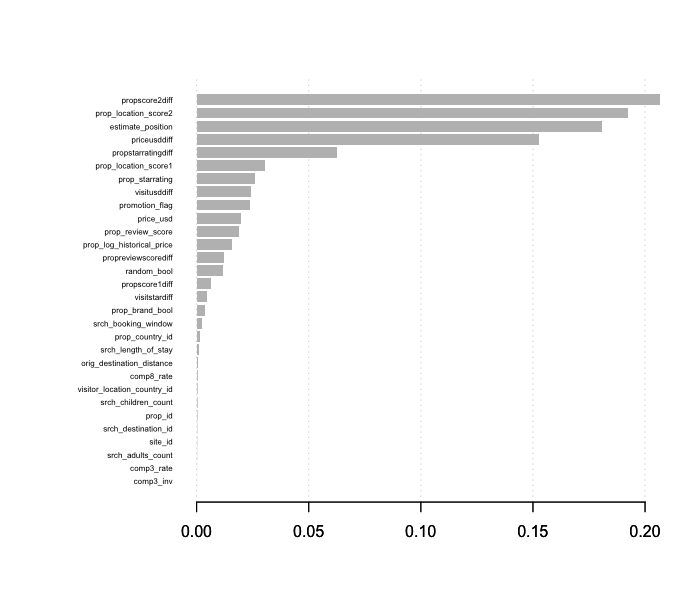 propscore2diff
prop_location_score2
estimate_position
priceusddiff
propstarratingdiff
prop_location_score1
prop_starrating
visitusddiff
promotion_flag
price_usd
prop_review_score
prop_log_historical_price
propreviewscorediff
random_bool
propscore1diff
visitstardiff
prop_brand_bool
srch_booking_window
prop_country_id
srch_length_of_stay
orig_destination_distance
comp8_rate
visitor_location_country_id
srch_children_count
prop_id
srch_destination_id
site_id
srch_adults_count
comp3_rate
comp3_inv
0.00 0.05 0.10 0.15 0.20